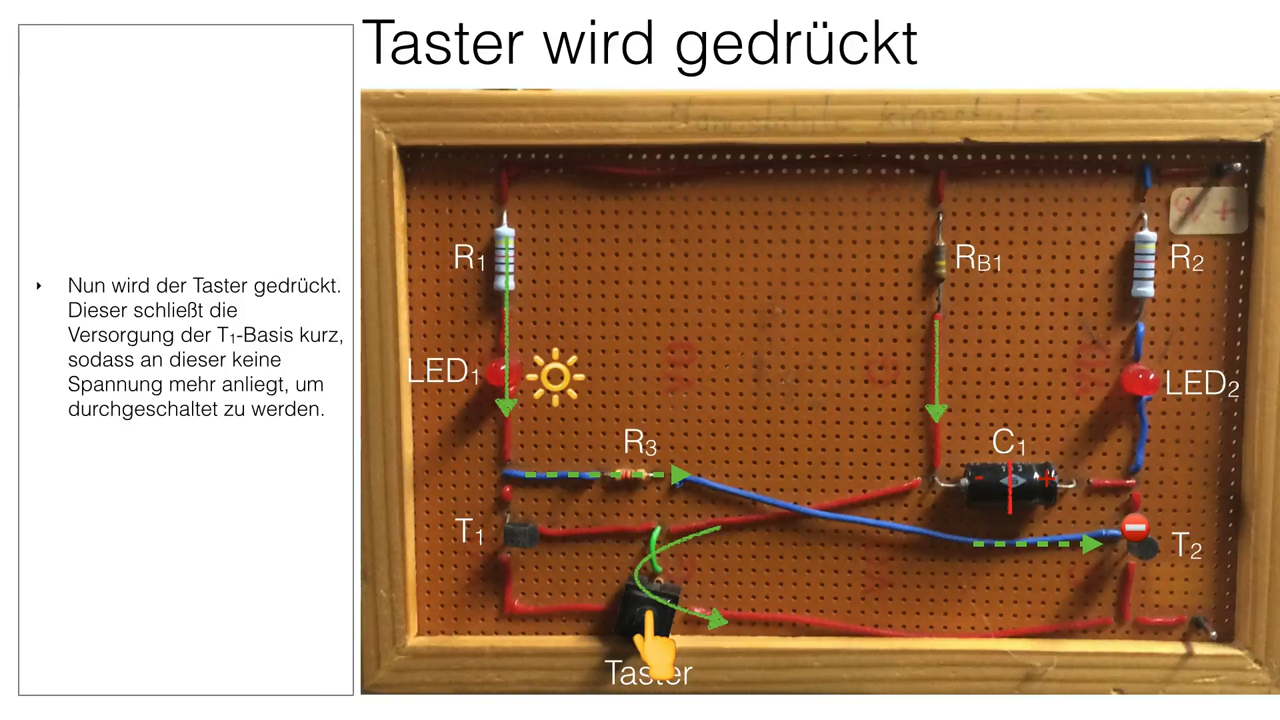 Taster wird gedrückt
‣ Nun wird der Taster gedrückt.
Dieser schließt die
Versorgung der T₁-Basis kurz,
sodass an dieser keine
Spannung mehr anliegt, um
durchgeschaltet zu werden.
9V +
R₁
RB1
R₂
LED₁
LED₂
R₃
C₁
- +
T₁
T₂
Taster